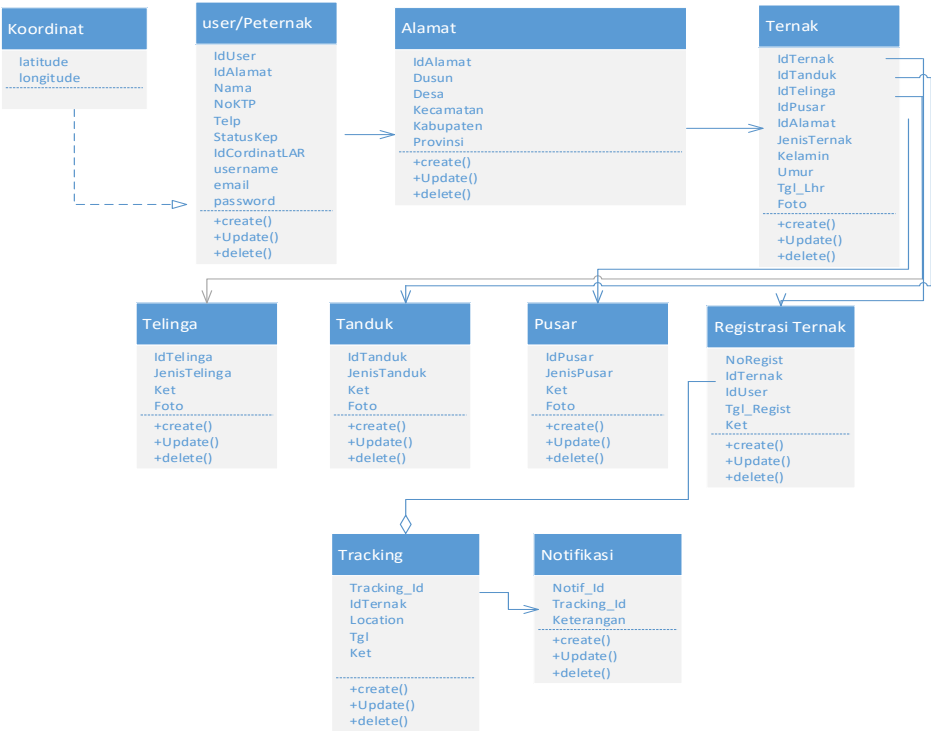 Koordinat
latitude
longitude
user/Peternak
IdUser
IdAlamat
Nama
NoKTP
Telp
StatusKep
IdCordinatLAR
username
email
password
+create()
+Update()
+delete()
Alamat
IdAlamat
Dusun
Desa
Kecamatan
Kabupaten
Provinsi
+create()
+Update()
+delete()
Ternak
IdTernak
IdTanduk
IdTelinga
IdPusar
IdAlamat
JenisTernak
Kelamin
Umur
Tgl_Lhr
Foto
+create()
+Update()
+delete()
Telinga
IdTelinga
JenisTelinga
Ket
Foto
+create()
+Update()
+delete()
Tanduk
IdTanduk
JenisTanduk
Ket
Foto
+create()
+Update()
+delete()
Pusar
IdPusar
JenisPusar
Ket
Foto
+create()
+Update()
+delete()
Registrasi Ternak
NoRegist
IdTernak
IdUser
Tgl_Regist
Ket
+create()
+Update()
+delete()
Tracking
Tracking_Id
IdTernak
Location
Tgl
Ket
+create()
+Update()
+delete()
Notifikasi
Notif_Id
Tracking_Id
Keterangan
+create()
+Update()
+delete()